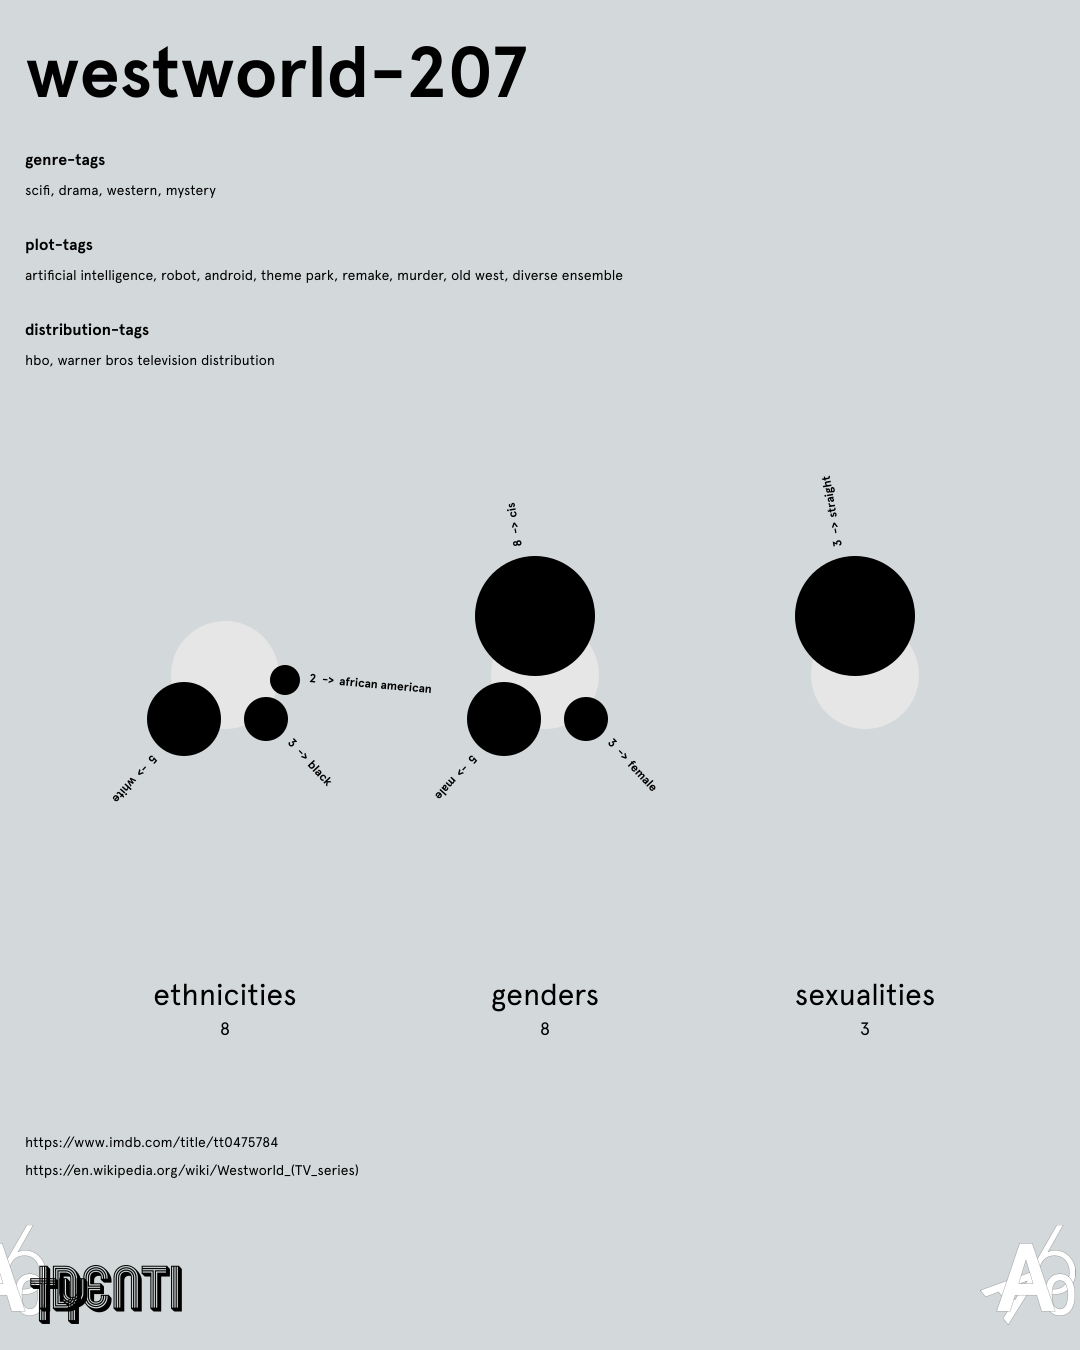 westworld-207
genre-tags
scifi, drama, western, mystery
plot-tags
artificial intelligence, robot, android, theme park, remake, murder, old west, diverse ensemble
distribution-tags
hbo, warner bros television distribution
3 -> straight
8 -> cis
2 -> african american
5 -> white
3 -> black
5 -> male
3 -> female
ethnicities
genders
sexualities
8
8
3
https://www.imdb.com/title/tt0475784
https://en.wikipedia.org/wiki/Westworld_(TV_series)
IDENTI
TY